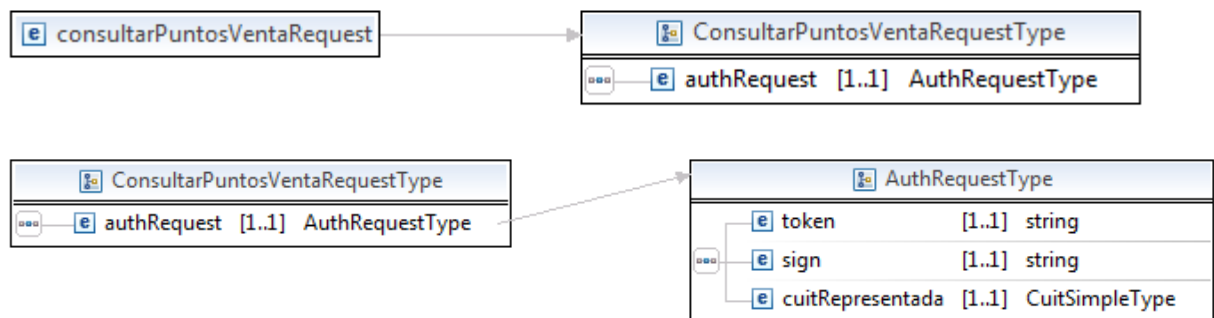 consultarPuntosVentaRequest
ConsultarPuntosVentaRequestType
authRequest [1..1] AuthRequestType
ConsultarPuntosVentaRequestType
authRequest [1..1] AuthRequestType
AuthRequestType
token [1..1] string
sign [1..1] string
cuitRepresentada [1..1] CuitSimpleType